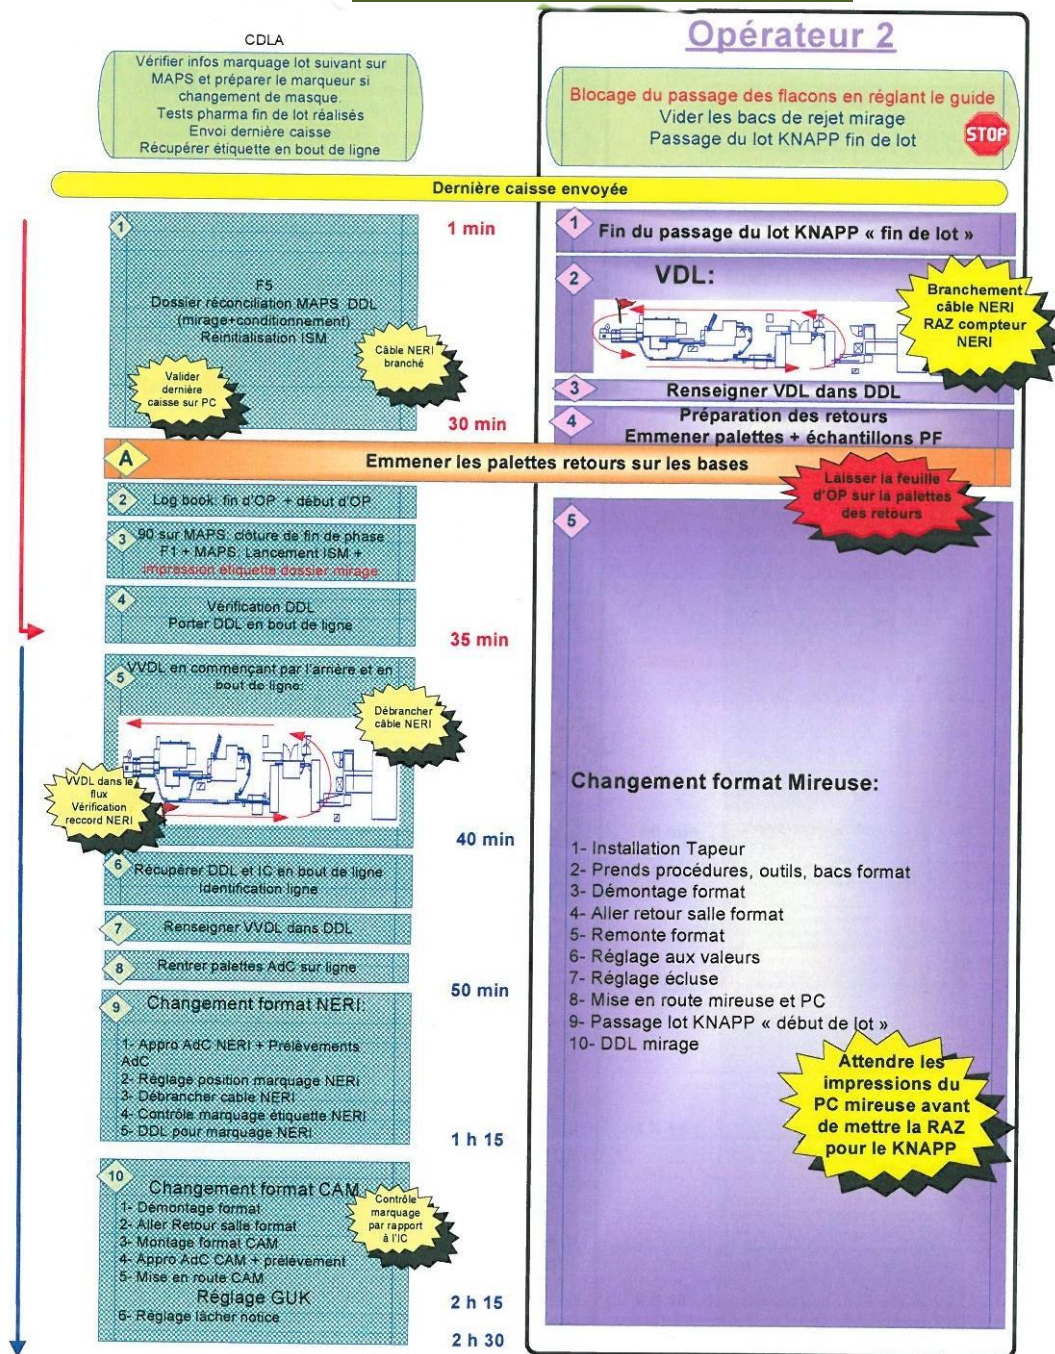 CDLA
Vérifier infos marquage lot suivant sur
MAPS et préparer le marqueur si
changement de masque.
Tests pharma fin de lot réalisés
Envoi dernière caisse
Récupérer étiquette en bout de ligne
Opérateur 2
Blocage du passage des flacons en réglant le guide
Vider les bacs de rejet mirage
Passage du lot KNAPP fin de lot
STOP
Dernière caisse envoyée
1
F5
Dossier réconciliation MAPS DDL
(mirage+conditionnement)
Réinitialisation ISM
Valider
dernière
caisse sur PC
Câble NERI
branché
1 min
30 min
1
Fin du passage du lot KNAPP « fin de lot »
2
VDL:
Branchement
câble NERI
RAZ compteur
NERI
3
Renseigner VDL dans DDL
4
Préparation des retours
Emmener palettes + échantillons PF
A
Emmener les palettes retours sur les bases
Laisser la feuille
d'OP sur la palettes
des retours
2
Log book: fin d'OP + début d'OP
3
90 sur MAPS: clôture de fin de phase
F1 + MAPS: Lancement ISM +
impression étiquette dossier mirage
4
Vérification DDL
Porter DDL en bout de ligne
35 min
5
VVDL en commençant par l'arrière et en
bout de ligne:
Débrancher
câble NERI
VVDL dans le
flux
Vérification
reccord NERI
40 min
6
Récupérer DDL et IC en bout de ligne
Identification ligne
7
Renseigner VVDL dans DDL
8
Rentrer palettes AdC sur ligne
50 min
9
Changement format NERI:
1- Appro AdC NERI + Prélèvements
AdC
2- Réglage position marquage NERI
3- Débrancher cable NERI
4- Contrôle marquage étiquette NERI
5- DDL pour marquage NERI
1 h 15
10
Changement format CAM
1- Démontage format
2- Aller Retour salle format
3- Montage format CAM
4- Appro AdC CAM + prélèvement
5- Mise en route CAM
Réglage GUK
6- Réglage lâcher notice
Contrôle
marquage
par rapport
à l'IC
2 h 15
2 h 30
5
Changement format Mireuse:
1- Installation Tapeur
2- Prends procédures, outils, bacs format
3- Démontage format
4- Aller retour salle format
5- Remonte format
6- Réglage aux valeurs
7- Réglage écluse
8- Mise en route mireuse et PC
9- Passage lot KNAPP « début de lot »
10- DDL mirage
Attendre les
impressions du
PC mireuse avant
de mettre la RAZ
pour le KNAPP